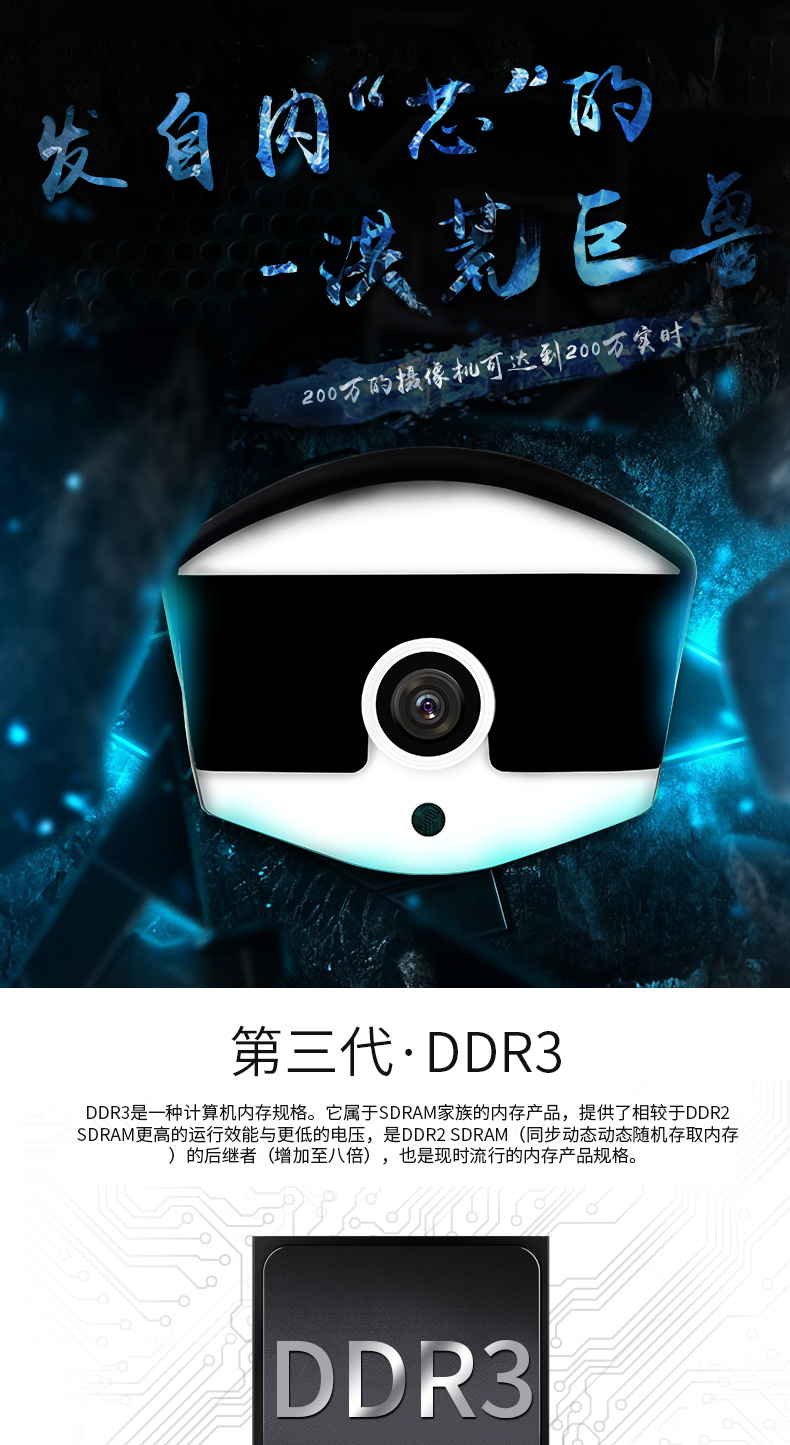 发自内“芯”的
-洪荒巨兽
200万的摄像机可达到200万实时
第三代·DDR3
DDR3是一种计算机内存规格。它属于SDRAM家族的内存产品，提供了相较于DDR2
SDRAM更高的运行效能与更低的电压，是DDR2 SDRAM（同步动态动态随机存取内存
）的后继者（增加至八倍），也是现时流行的内存产品规格。
DDR3